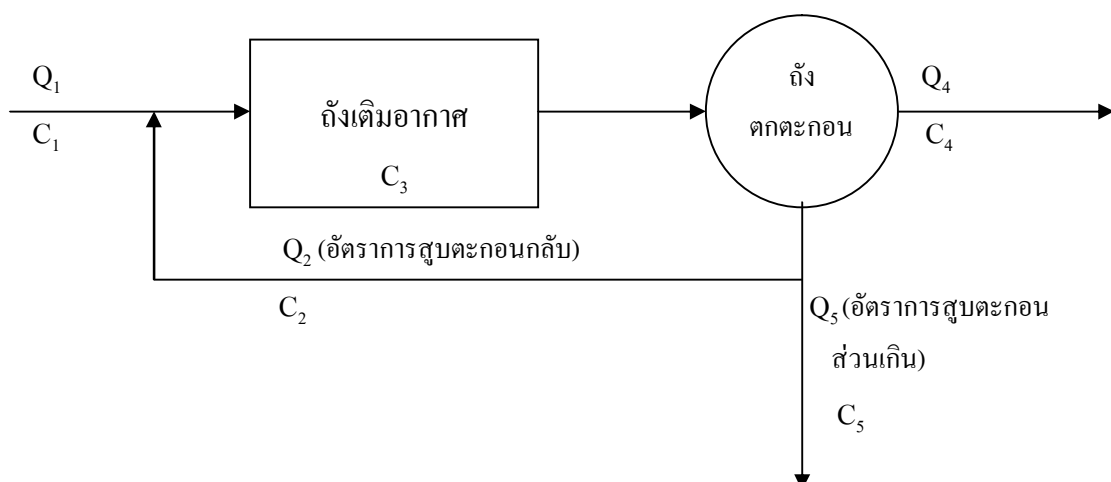 Q₁
C₁
ถังเติมอากาศ
C₃
ถัง
ตกตะกอน
Q₄
C₄
Q₂ (อัตราการสูบตะกอนกลับ)
C₂
Q₅ (อัตราการสูบตะกอน
ส่วนเกิน)
C₅